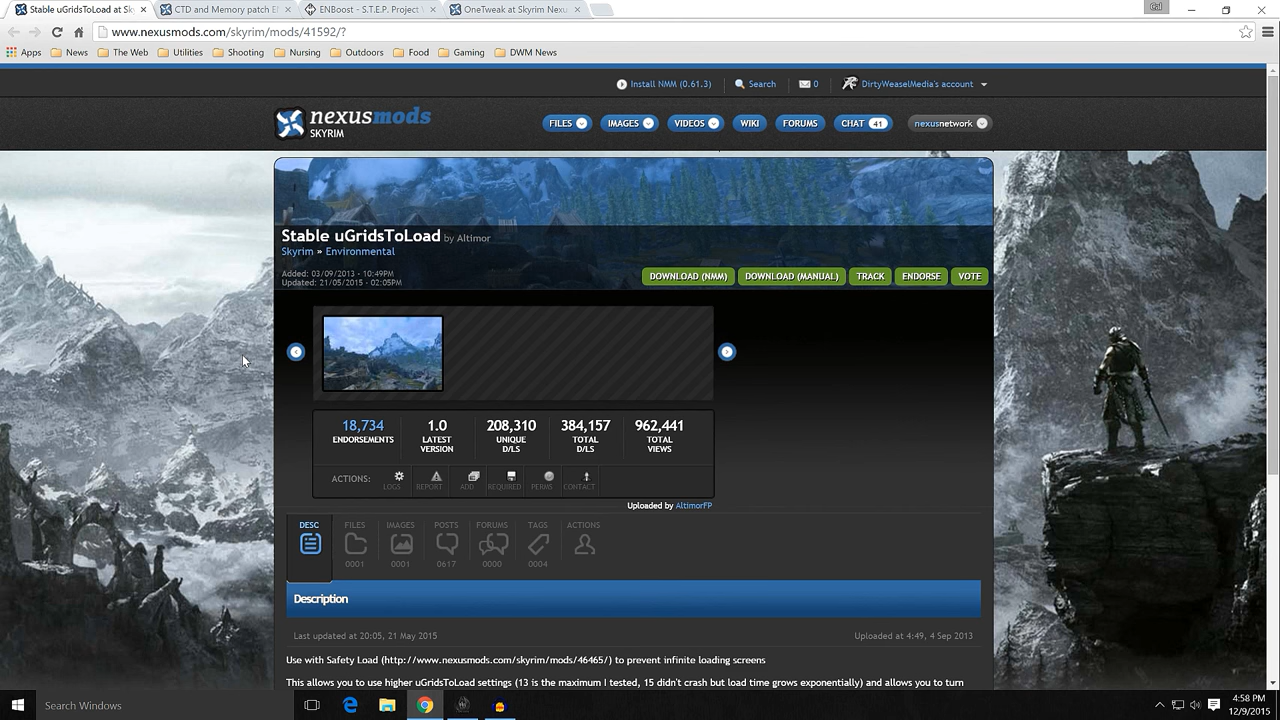 Stable uGridsToLoad at Sk
CTD and Memory patch E
ENBoost - S.T.E.P. Project
OneTweak at Skyrim Nexu
www.nexusmods.com/skyrim/mods/41592/?
Apps News The Web Utilities Shooting Nursing Outdoors Food Gaming DWM News
Install NMM (0.61.3) Search 0 DirtyWeaselMedia's account
nexusmods
SKYRIM
FILES IMAGES VIDEOS WIKI FORUMS CHAT 41 nexusnetwork
Stable uGridsToLoad by Altimor
Skyrim » Environmental
Added: 03/09/2013 - 10:49PM
Updated: 21/05/2015 - 02:05PM
DOWNLOAD (NMM) DOWNLOAD (MANUAL) TRACK ENDORSE VOTE
18,734 1.0 208,310 384,157 962,441
ENDORSEMENTS LATEST VERSION UNIQUE D/LS TOTAL D/LS TOTAL VIEWS
ACTIONS: LOGS REPORT ADD REQUIRED PERMS CONTACT
Uploaded by AltimorFP
DESC FILES IMAGES POSTS FORUMS TAGS ACTIONS
0001 0001 0617 0000 0004
Description
Last updated at 20:05, 21 May 2015 Uploaded at 4:49, 4 Sep 2013
Use with Safety Load (http://www.nexusmods.com/skyrim/mods/46465/) to prevent infinite loading screens
This allows you to use higher uGridsToLoad settings (13 is the maximum I tested, 15 didn't crash but load time grows exponentially) and allows you to turn
Search Windows
4:58 PM
12/9/2015